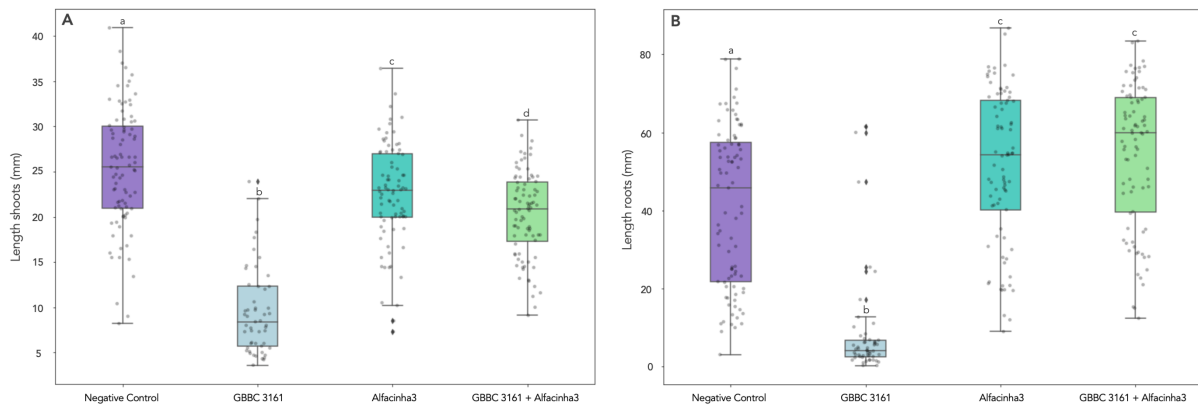 A
Length shoots (mm)
40
35
30
25
20
15
10
5
a
b
c
d
Negative Control GBBC 3161 Alfacinha3 GBBC 3161 + Alfacinha3
B
Length roots (mm)
80
60
40
20
0
a
b
c
c
Negative Control GBBC 3161 Alfacinha3 GBBC 3161 + Alfacinha3